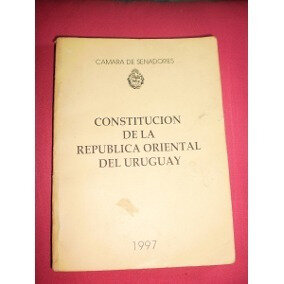 CAMARA DE SENADORES
CONSTITUCION
DE LA
REPUBLICA ORIENTAL
DEL URUGUAY
1997